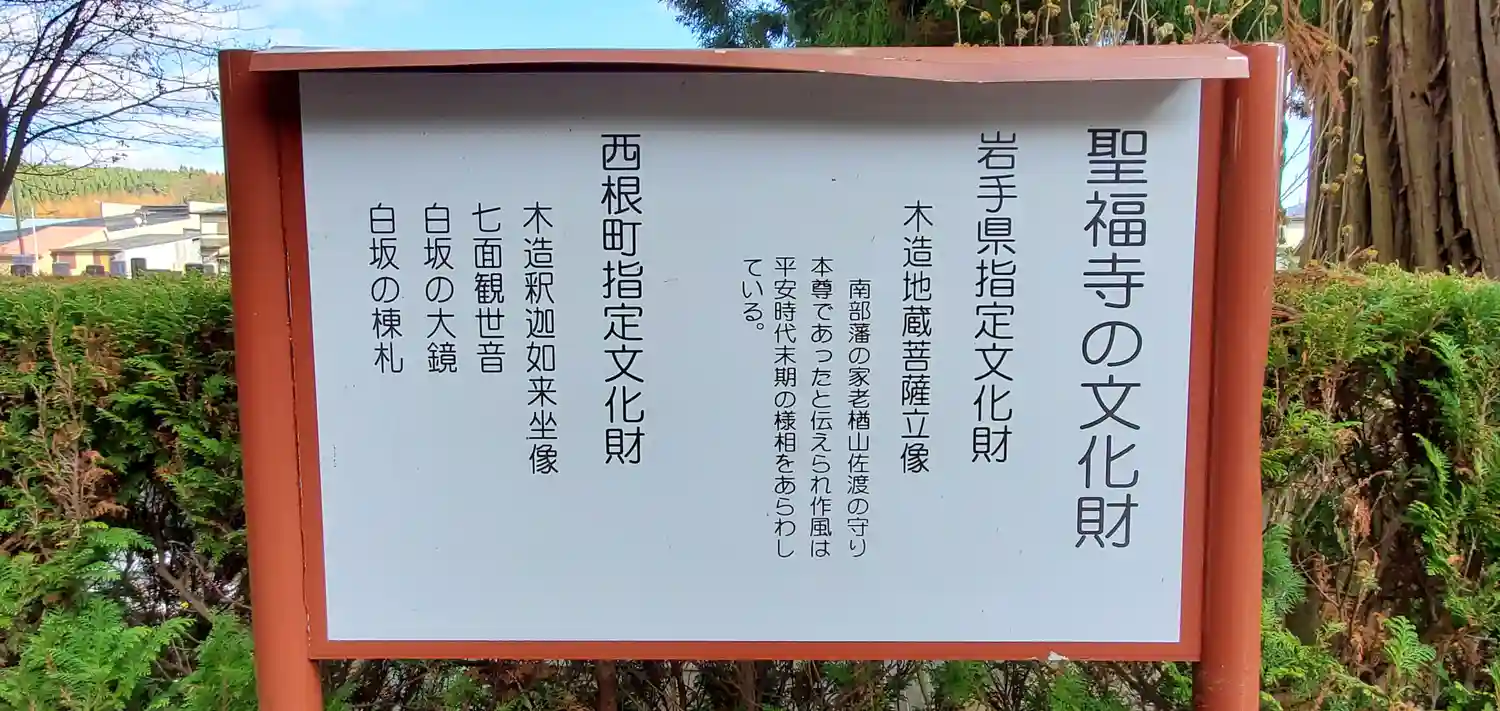 聖福寺の文化財
岩手県指定文化財
木造地蔵菩薩立像
南部藩の家老楢山佐渡の守り
本尊であったと伝えられ作風は
平安時代末期の様相をあらわし
ている。
西根町指定文化財
木造釈迦如来坐像
七面観世音
白坂の大鏡
白坂の棟札